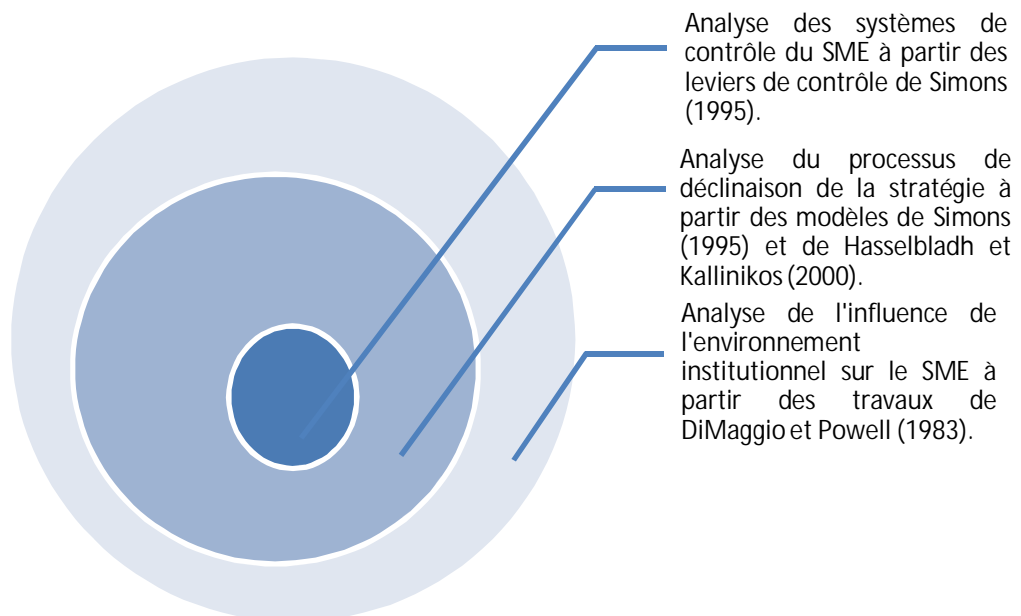 Analyse des systèmes de
contrôle du SME à partir des
leviers de contrôle de Simons
(1995).
Analyse du processus de
déclinaison de la stratégie à
partir des modèles de Simons
(1995) et de Hasselbladh et
Kallinikos (2000).
Analyse de l'influence de
l'environnement
institutionnel sur le SME à
partir des travaux de
DiMaggio et Powell (1983).